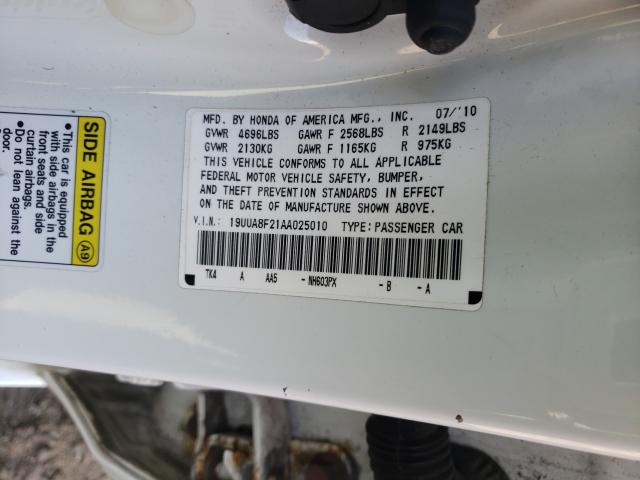 MFD. BY HONDA OF AMERICA MFG., INC. 07/'10
GVWR 4696LBS GAWR F 2568LBS R 2149LBS
GVWR 2130KG GAWR F 1165KG R 975KG
THIS VEHICLE CONFORMS TO ALL APPLICABLE
FEDERAL MOTOR VEHICLE SAFETY, BUMPER,
AND THEFT PREVENTION STANDARDS IN EFFECT
ON THE DATE OF MANUFACTURE SHOWN ABOVE.
V.I.N.: 19UUA8F21AA025010 TYPE:PASSENGER CAR
TK4 A AA5 - NH603PX - B - A
SIDE AIRBAG A9
• This car is equipped
with side airbags in the
front seats and side
curtain airbags.
• Do not lean against the
door.